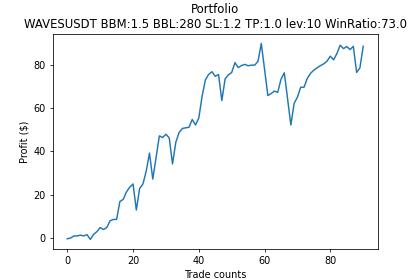 Portfolio
WAVESUSDT BBM:1.5 BBL:280 SL:1.2 TP:1.0 lev:10 WinRatio:73.0
80
60
40
20
0
Profit ($)
0 20 40 60 80
Trade counts